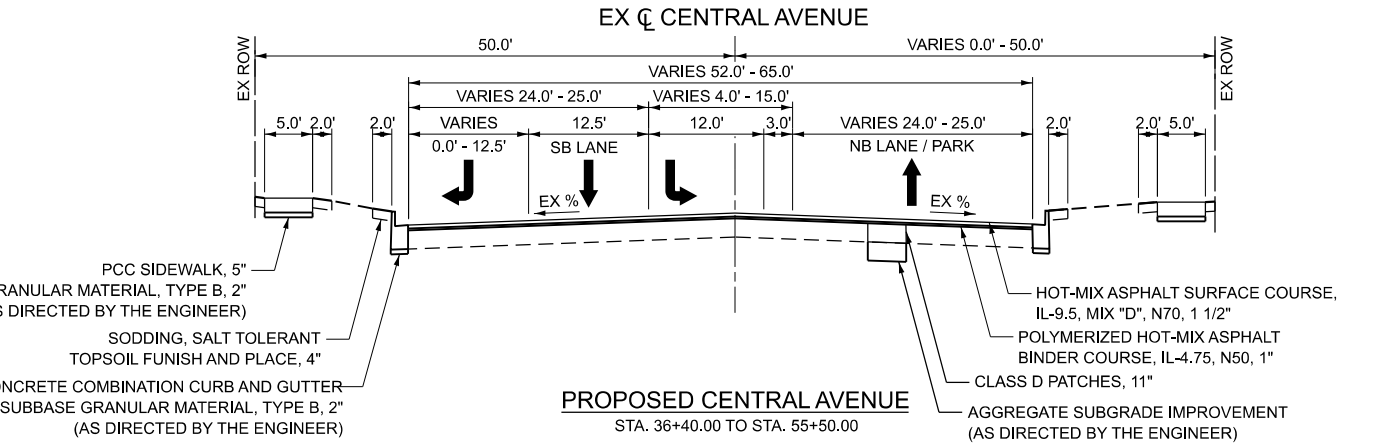 EX ℄ CENTRAL AVENUE
EX ROW
50.0'
VARIES 0.0' - 50.0'
EX ROW
VARIES 52.0' - 65.0'
VARIES 24.0' - 25.0'
VARIES 4.0' - 15.0'
5.0'
2.0'
2.0'
VARIES
0.0' - 12.5'
12.5'
SB LANE
12.0'
3.0'
VARIES 24.0' - 25.0'
NB LANE / PARK
2.0'
2.0'
5.0'
EX %
EX %
PCC SIDEWALK, 5"
GRANULAR MATERIAL, TYPE B, 2"
DIRECTED BY THE ENGINEER)
SODDING, SALT TOLERANT
TOPSOIL FUNISH AND PLACE, 4"
COMBINATION CURB AND GUTTER
SUBBASE GRANULAR MATERIAL, TYPE B, 2"
(AS DIRECTED BY THE ENGINEER)
HOT-MIX ASPHALT SURFACE COURSE,
IL-9.5, MIX "D", N70, 1 1/2"
POLYMERIZED HOT-MIX ASPHALT
BINDER COURSE, IL-4.75, N50, 1"
CLASS D PATCHES, 11"
AGGREGATE SUBGRADE IMPROVEMENT
(AS DIRECTED BY THE ENGINEER)
PROPOSED CENTRAL AVENUE
STA. 36+40.00 TO STA. 55+50.00